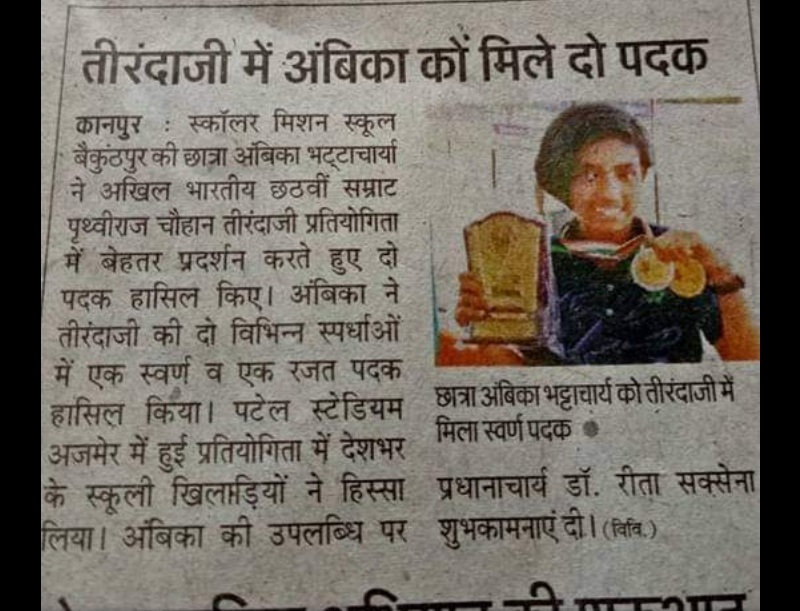 तीरंदाजी में अंबिका कों मिले दो पदक
कानपुर : स्कॉलर मिशन स्कूल
बैकुंठपुर की छात्रा अंबिका भट्टाचार्या
ने अखिल भारतीय छठवीं सम्राट
पृथ्वीराज चौहान तीरंदाजी प्रतियोगिता
में बेहतर प्रदर्शन करते हुए दो
पदक हासिल किए। अंबिका ने
तीरंदाजी की दो विभिन्न स्पर्धाओं
में एक स्वर्ण व एक रजत पदक
हासिल किया। पटेल स्टेडियम
अजमेर में हुई प्रतियोगिता में देशभर
के स्कूली खिलाड़ियों ने हिस्सा
लिया। अंबिका की उपलब्धि पर
छात्रा अंबिका भट्टाचार्य को तीरंदाजी में
मिला स्वर्ण पदक
प्रधानाचार्य डॉ. रीता सक्सेना
शुभकामनाएं दी। (विवि.)